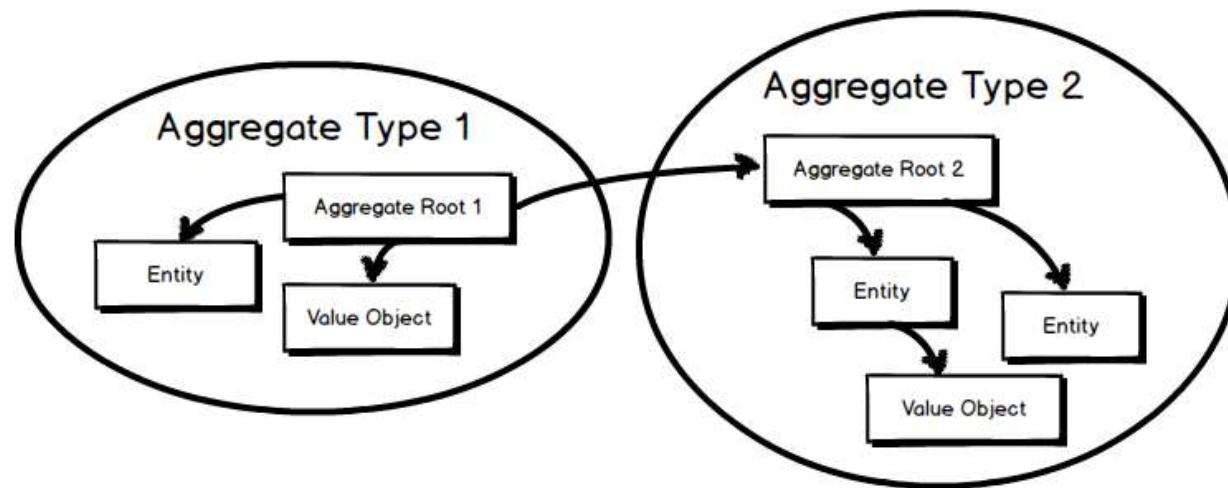 Aggregate Type 1
Aggregate Root 1
Entity
Value Object
Aggregate Type 2
Aggregate Root 2
Entity
Entity
Value Object